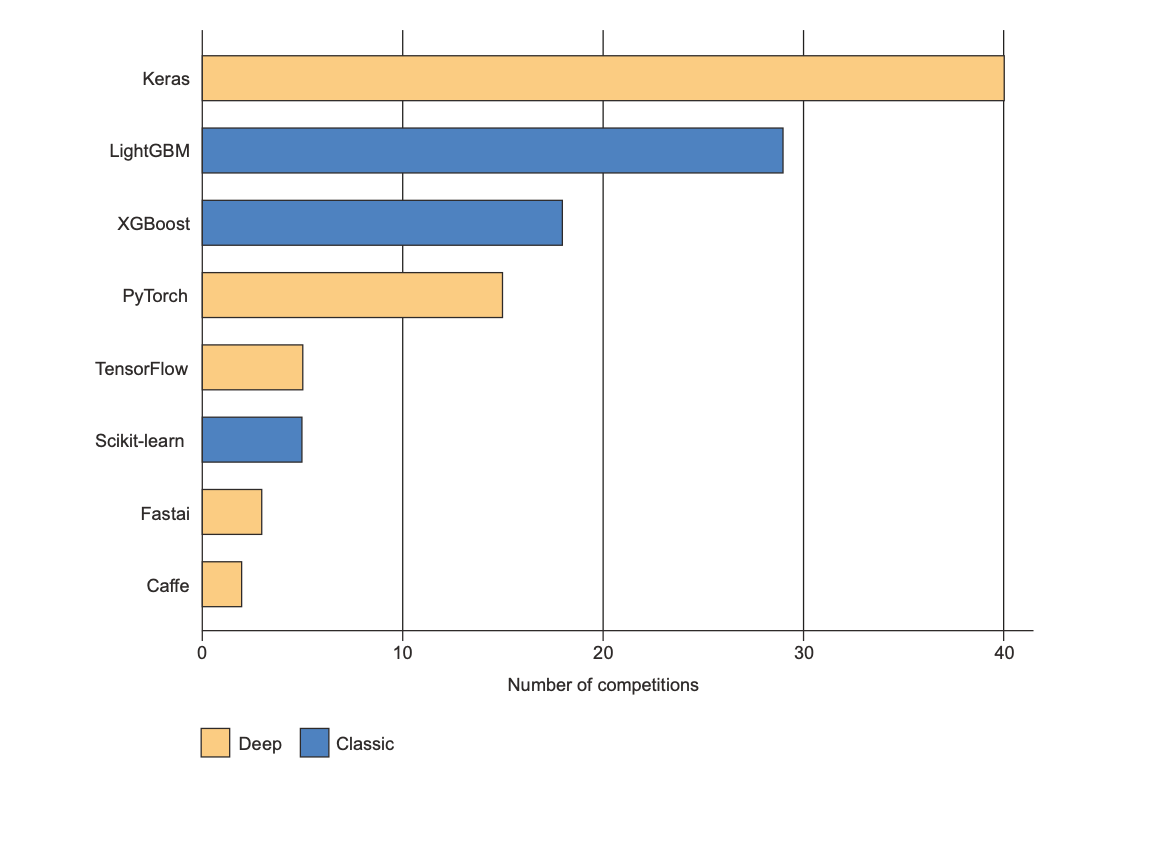 Keras
LightGBM
XGBoost
PyTorch
TensorFlow
Scikit-learn
Fastai
Caffe
0 10 20 30 40
Number of competitions
Deep Classic